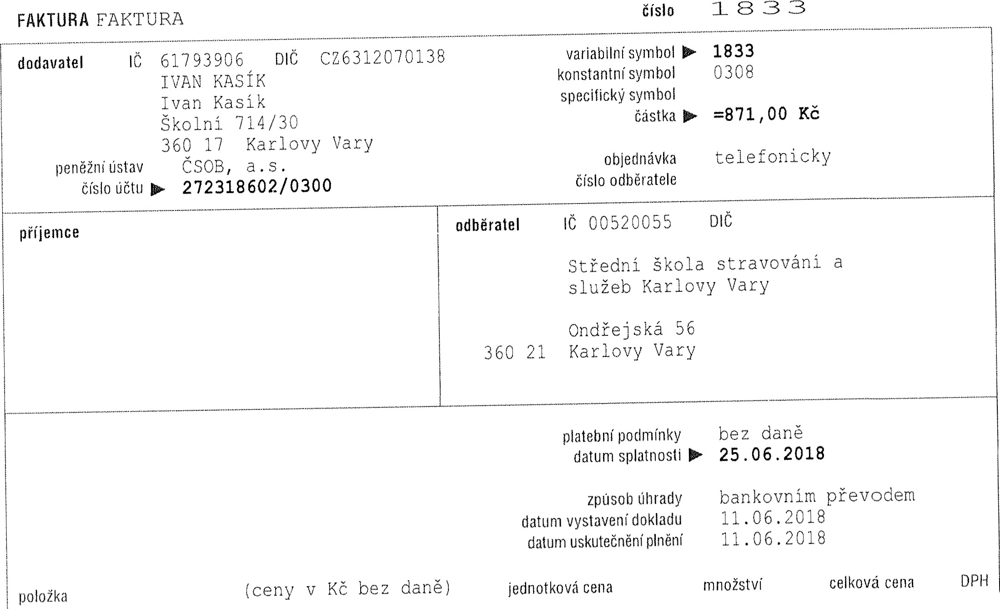 FAKTURA FAKTURA číslo 1833
dodavatel IČ 61793906 DIČ CZ6312070138
IVAN KASÍK
Ivan Kasík
Školní 714/30
360 17 Karlovy Vary
peněžní ústav ČSOB, a.s.
číslo účtu ▶ 272318602/0300
variabilní symbol ▶ 1833
konstantní symbol 0308
specifický symbol
částka ▶ =871,00 Kč
objednávka telefonicky
číslo odběratele
příjemce
odběratel IČ 00520055 DIČ
Střední škola stravování a
služeb Karlovy Vary
Ondřejská 56
360 21 Karlovy Vary
platební podmínky bez daně
datum splatnosti ▶ 25.06.2018
způsob úhrady bankovním převodem
datum vystavení dokladu 11.06.2018
datum uskutečnění plnění 11.06.2018
položka (ceny v Kč bez daně) jednotková cena množství celková cena DPH